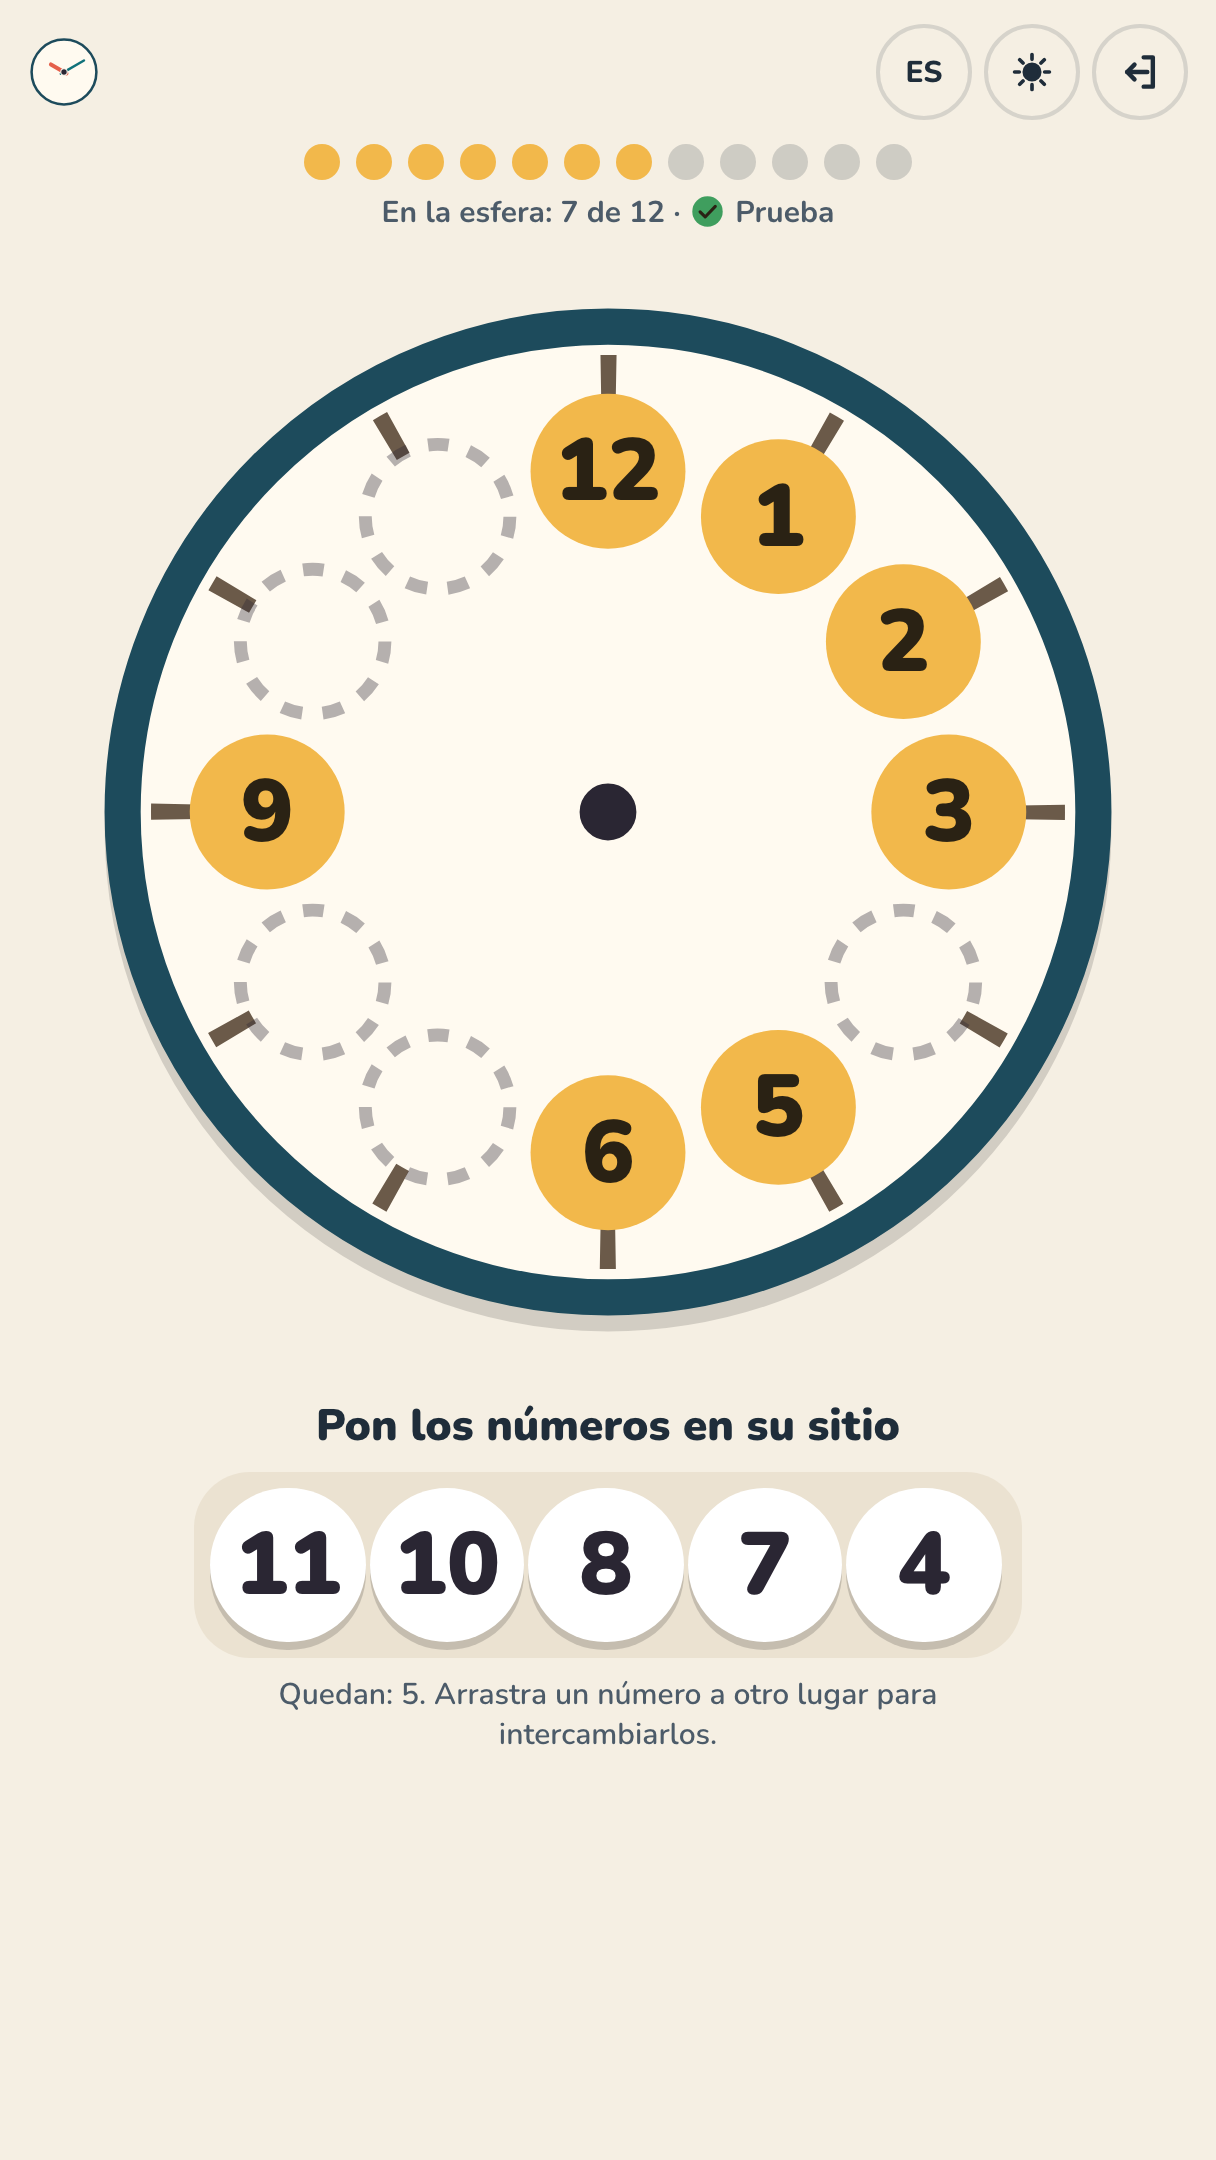 ES
En la esfera: 7 de 12 · Prueba
12
1
2
9
3
5
6
Pon los números en su sitio
11 10 8 7 4
Quedan: 5. Arrastra un número a otro lugar para
intercambiarlos.